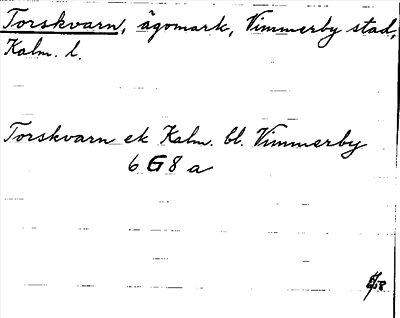 Torskvarn, ägomark, Vimmerby stad,
Kalm. l.
Torskvarn ek Kalm. bl. Vimmerby
6 G 8 a